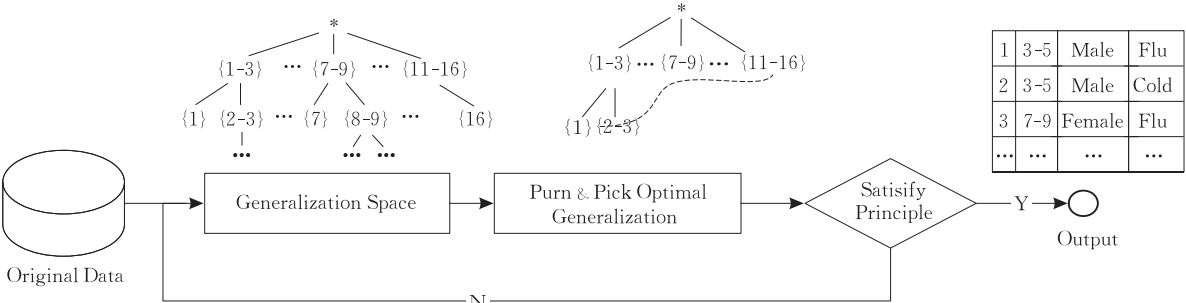 *
{1-3} ··· {7-9} ··· {11-16}
{1} {2-3} ··· {7} {8-9} ··· {16}
··· ··· ···
*
{1-3} ··· {7-9} ··· {11-16}
{1} {2-3}
1 3-5 Male Flu
2 3-5 Male Cold
3 7-9 Female Flu
... ... ... ...
Original Data
Generalization Space
Purn & Pick Optimal
Generalization
Satisify
Principle
Y
Output
N